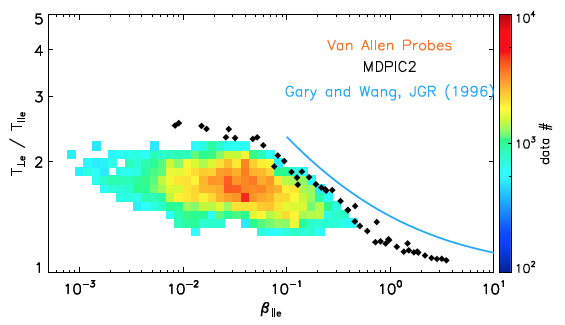 Van Allen Probes
MDPIC2
Gary and Wang, JGR (1996)
T⊥e / T∥e
5
4
3
2
1
10⁻³ 10⁻² 10⁻¹ 10⁰ 10¹
β∥e
10⁴
10³
10²
data #